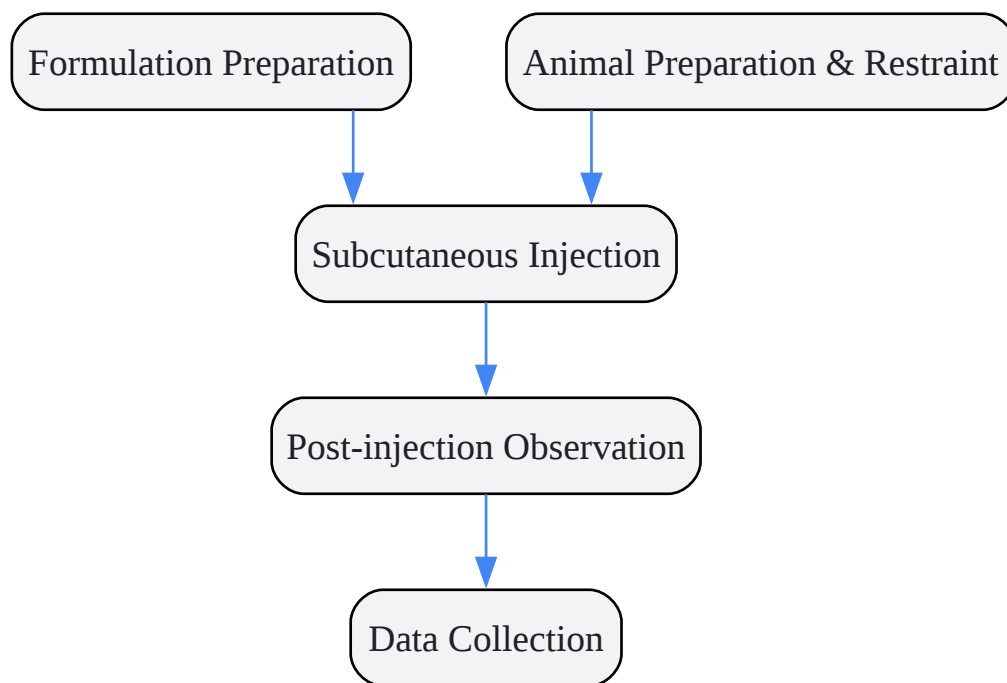 Formulation Preparation
Animal Preparation & Restraint
Subcutaneous Injection
Post-injection Observation
Data Collection